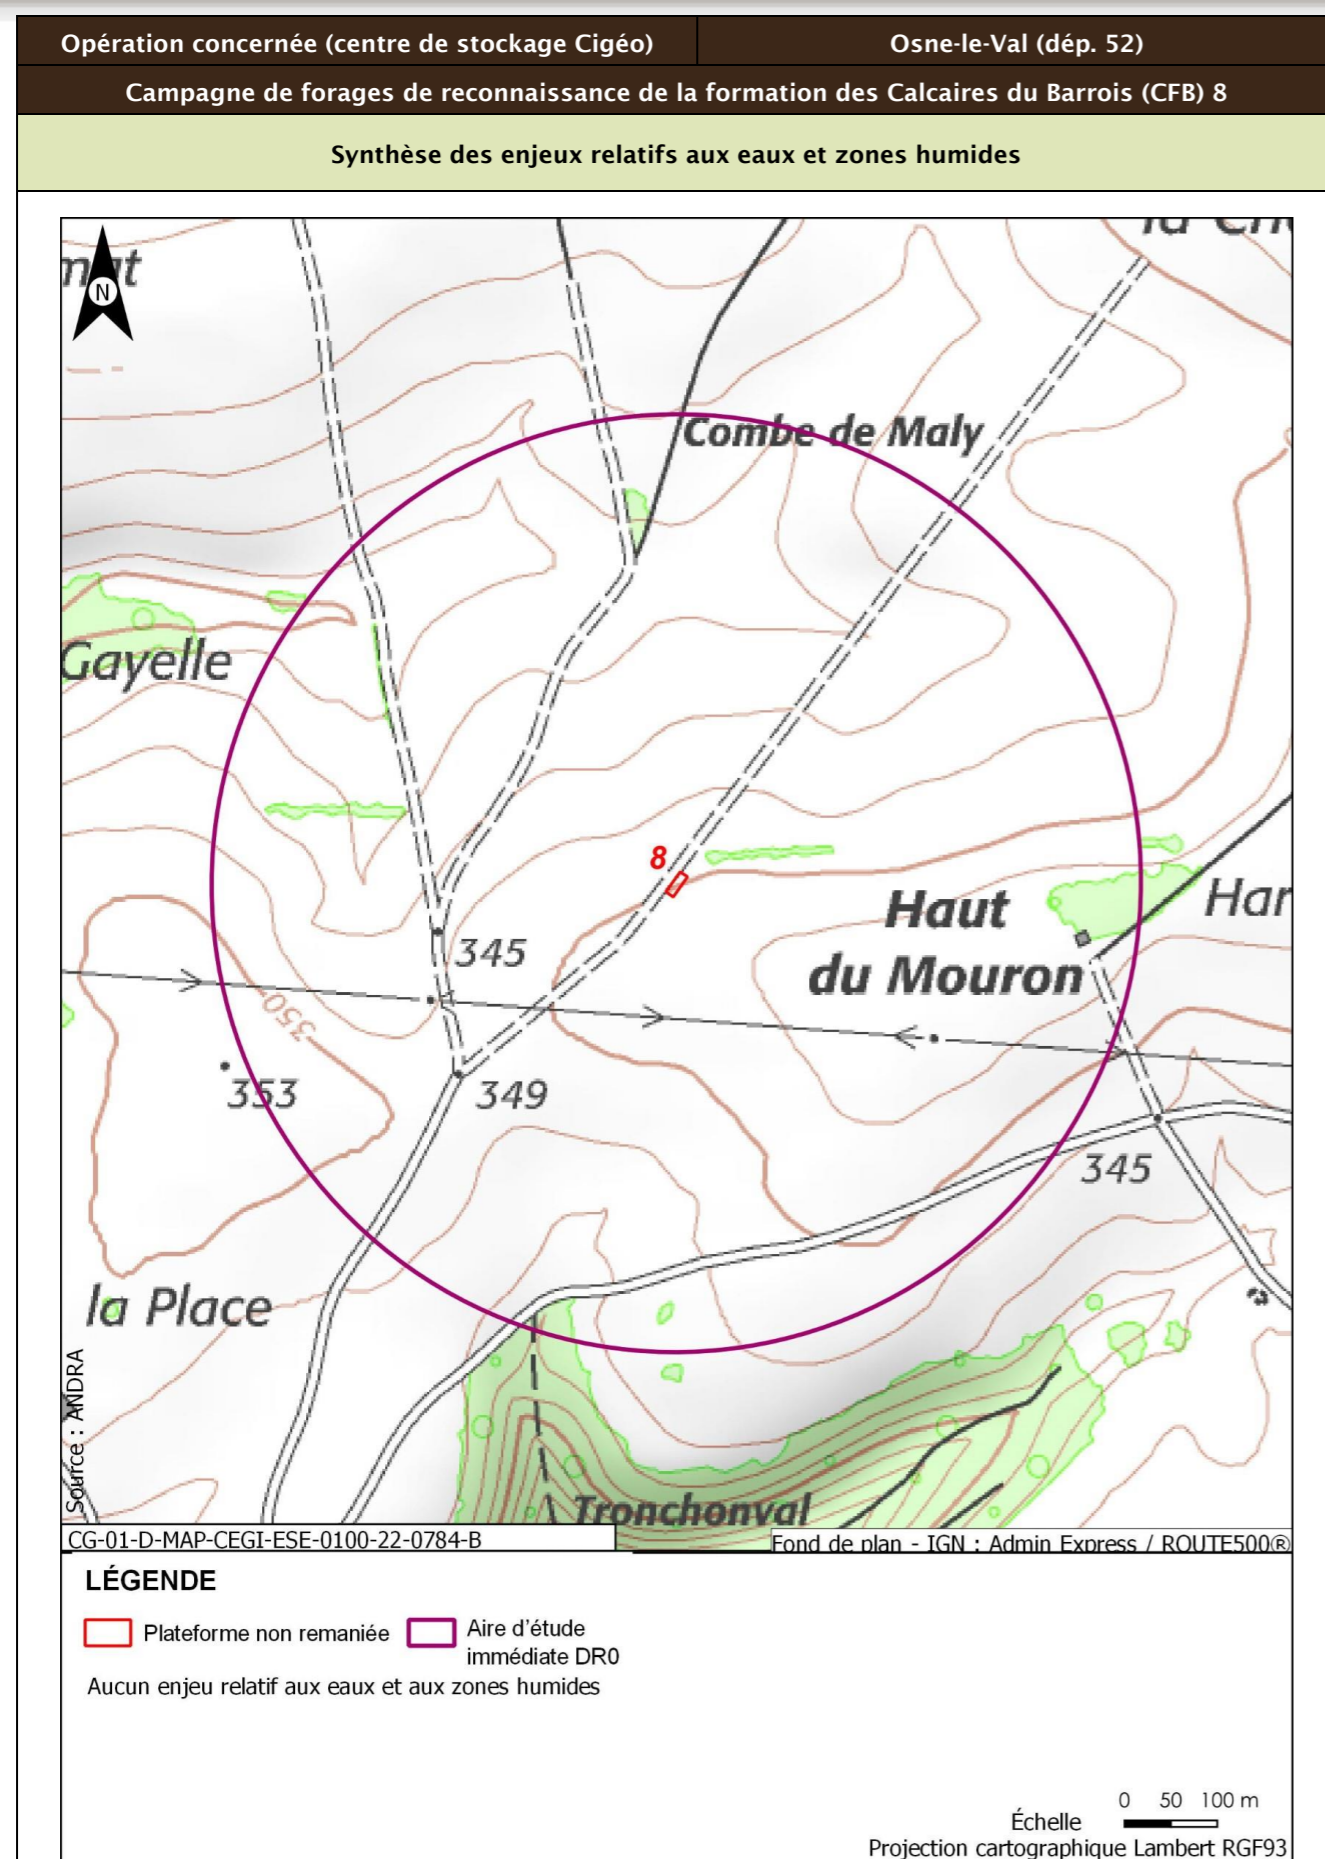 Opération concernée (centre de stockage Cigéo)
Osne-le-Val (dép. 52)
Campagne de forages de reconnaissance de la formation des Calcaires du Barrois (CFB) 8
Synthèse des enjeux relatifs aux eaux et zones humides
N
Combe de Maly
Gayelle
8
Haut
du Mouron
Har
345
350
353
349
345
la Place
Source : ANDRA
Tronchonval
CG-01-D-MAP-CEGI-ESE-0100-22-0784-B
Fond de plan - IGN : Admin Express / ROUTE500®
LÉGENDE
Plateforme non remaniée
Aire d'étude
immédiate DR0
Aucun enjeu relatif aux eaux et aux zones humides
0 50 100 m
Échelle
Projection cartographique Lambert RGF93